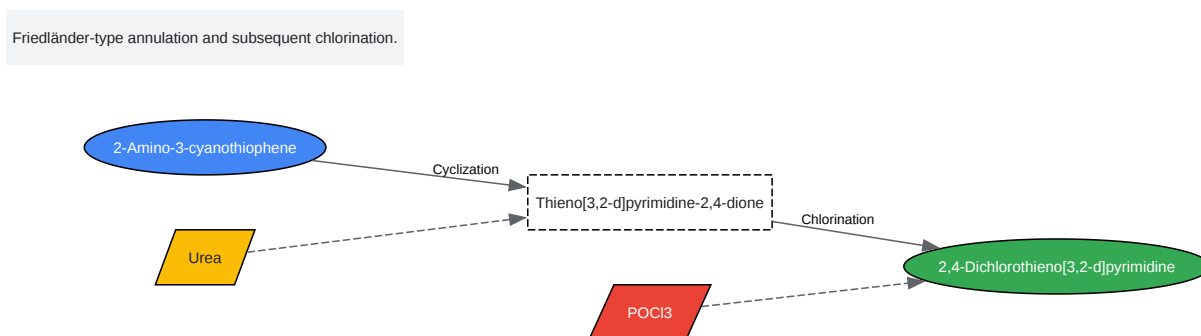 Friedländer-type annulation and subsequent chlorination.
2-Amino-3-cyanothiophene
Cyclization
Thieno[3,2-d]pyrimidine-2,4-dione
Urea
Chlorination
2,4-Dichlorothieno[3,2-d]pyrimidine
POCl3